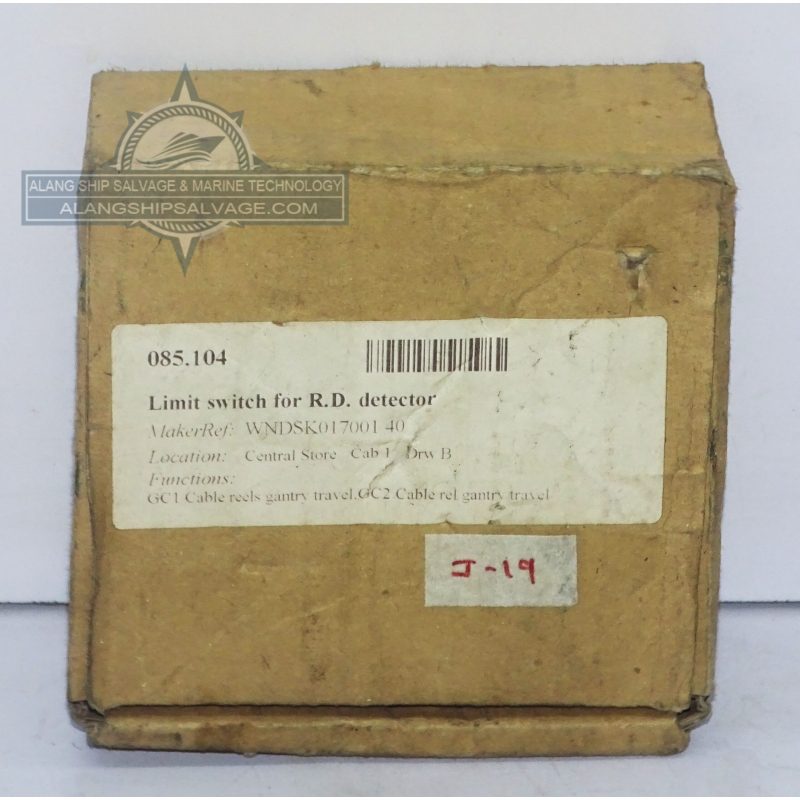 ALANG SHIP SALVAGE & MARINE TECHNOLOGY
ALANGSHIPSALVAGE.COM
085.104
Limit switch for R.D. detector
MakerRef: WNDSK017001 40
Location: Central Store Cab 1 Drw B
Functions:
GC1 Cable reels gantry travel,GC2 Cable rel gantry travel
J-19